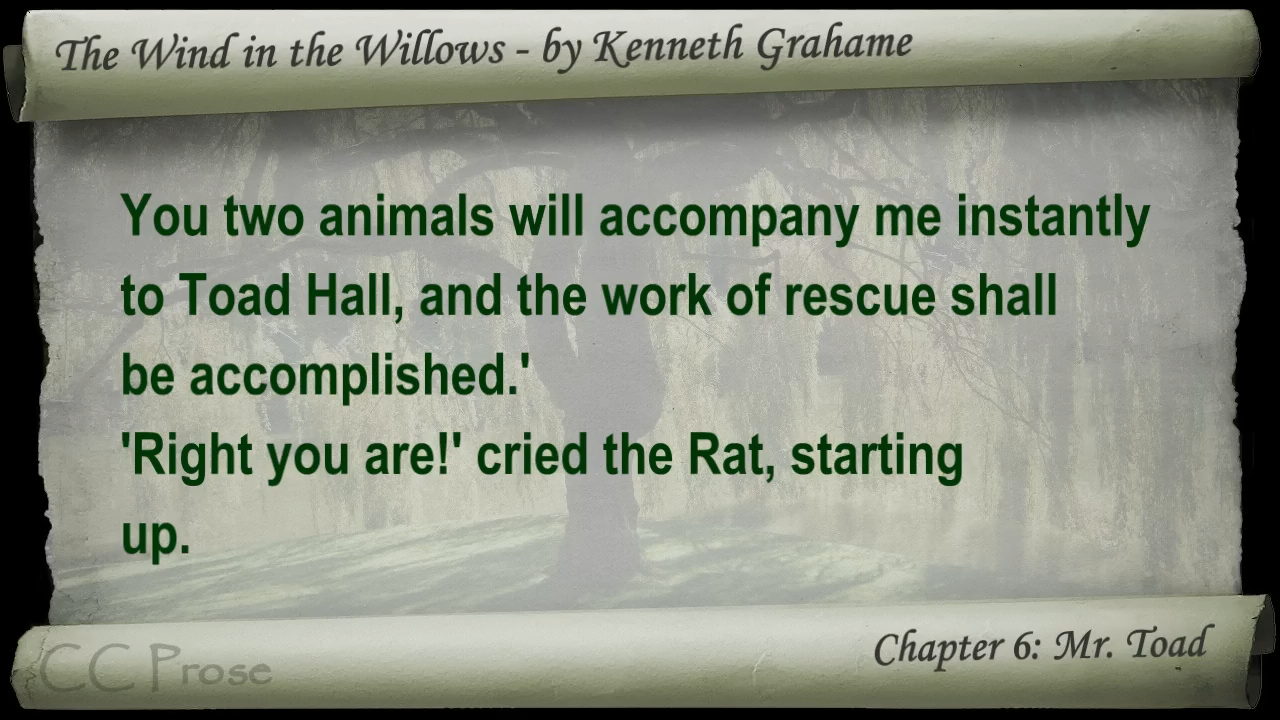 The Wind in the Willows - by Kenneth Grahame
You two animals will accompany me instantly
to Toad Hall, and the work of rescue shall
be accomplished.'
'Right you are!' cried the Rat, starting
up.
Chapter 6: Mr. Toad
CC Prose